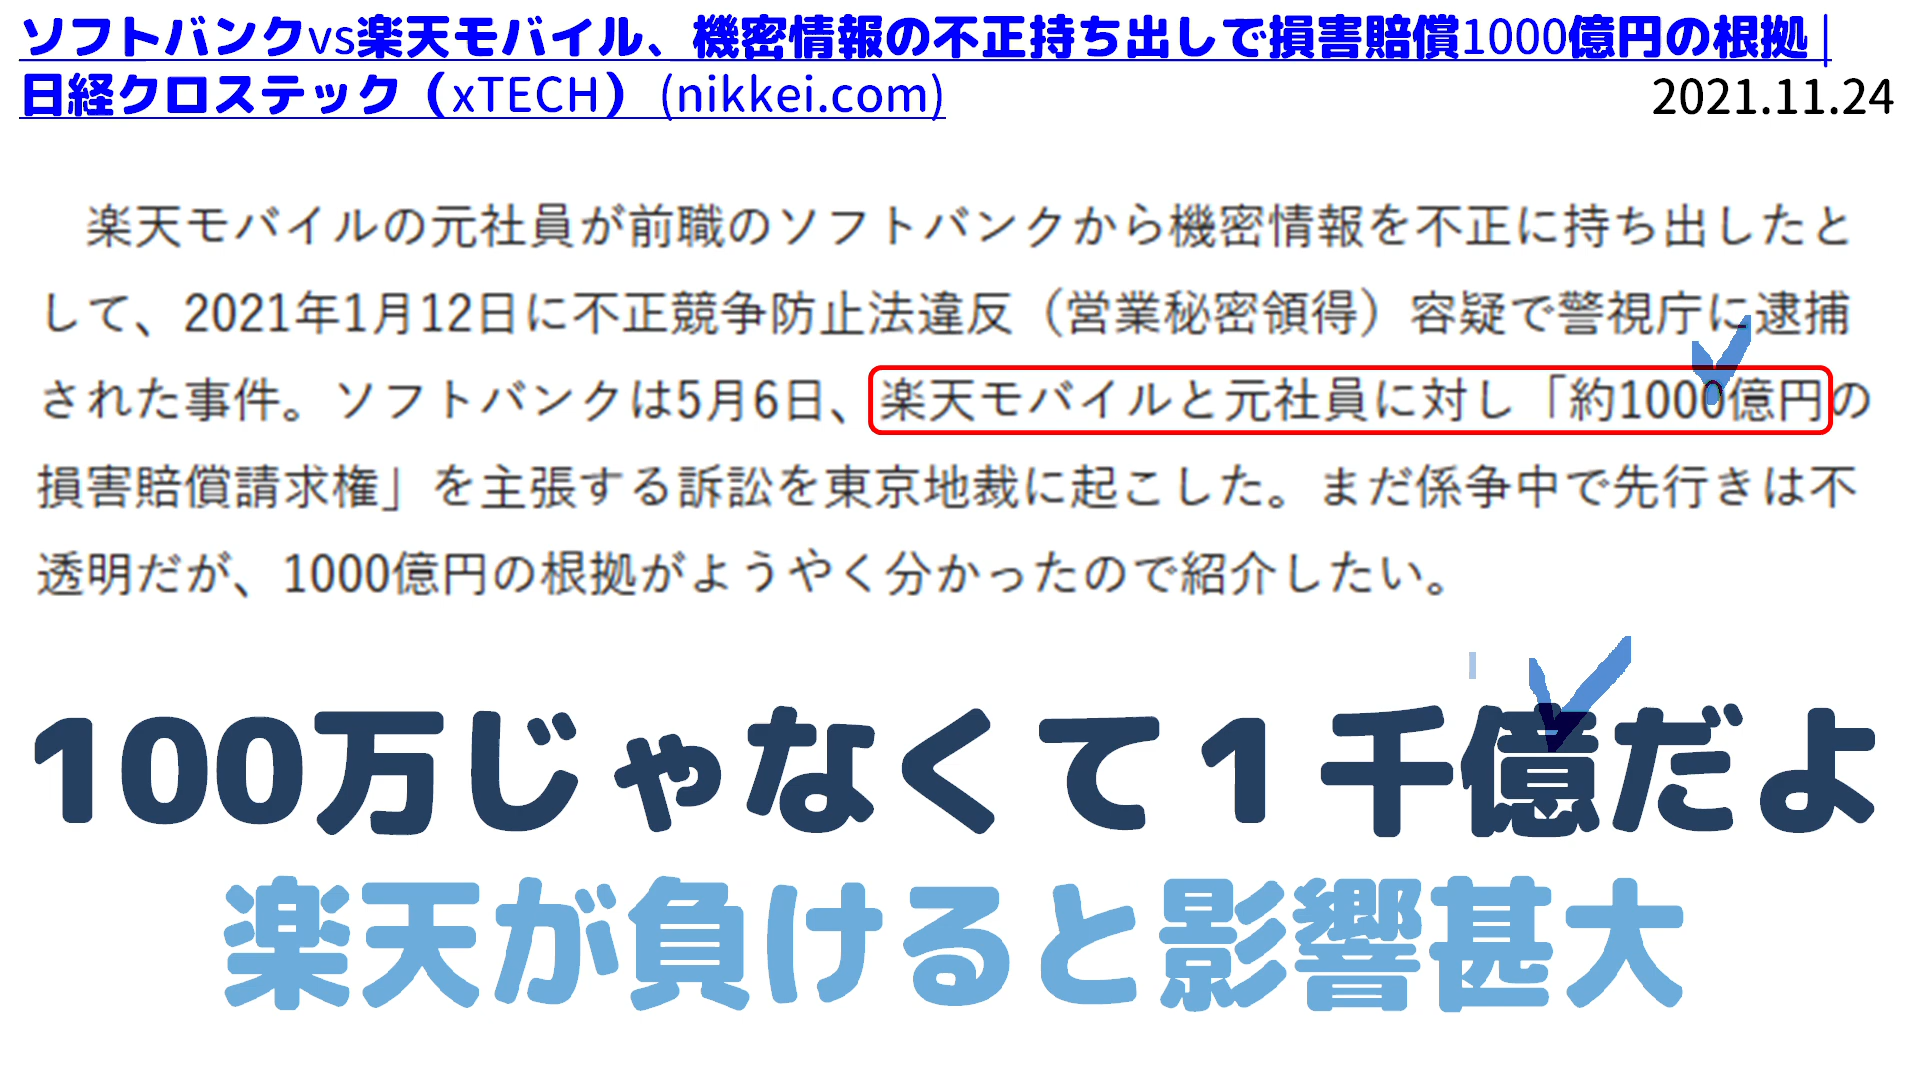 ソフトバンクvs楽天モバイル、機密情報の不正持ち出しで損害賠償1000億円の根拠 |
日経クロステック（xTECH） (nikkei.com)
2021.11.24
楽天モバイルの元社員が前職のソフトバンクから機密情報を不正に持ち出したと
して、2021年1月12日に不正競争防止法違反（営業秘密領得）容疑で警視庁に逮捕
された事件。ソフトバンクは5月6日、楽天モバイルと元社員に対し「約1000億円の
損害賠償請求権」を主張する訴訟を東京地裁に起こした。まだ係争中で先行きは不
透明だが、1000億円の根拠がようやく分かったので紹介したい。
100万じゃなくて１千億だよ
楽天が負けると影響甚大